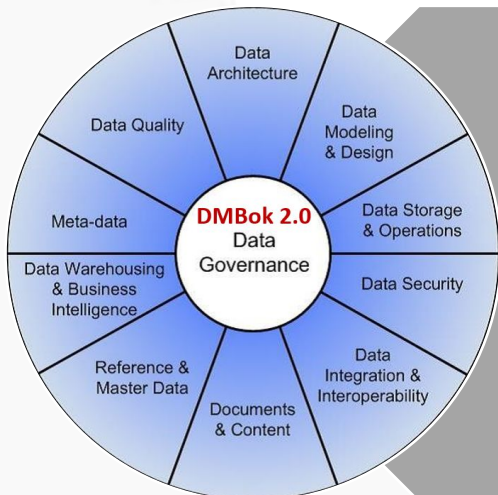 Data
Architecture
Data
Modeling
& Design
Data Storage
& Operations
Data Security
Data
Integration &
Interoperability
Documents
& Content
Reference &
Master Data
Data Warehousing
& Business
Intelligence
Meta-data
Data Quality
DMBok 2.0
Data
Governance